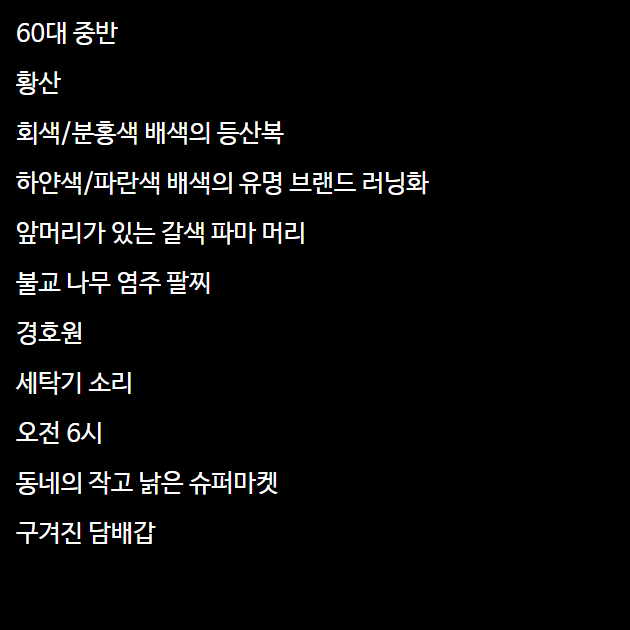 60대 중반
황산
회색/분홍색 배색의 등산복
하얀색/파란색 배색의 유명 브랜드 러닝화
앞머리가 있는 갈색 파마 머리
불교 나무 염주 팔찌
경호원
세탁기 소리
오전 6시
동네의 작고 낡은 슈퍼마켓
구겨진 담배갑